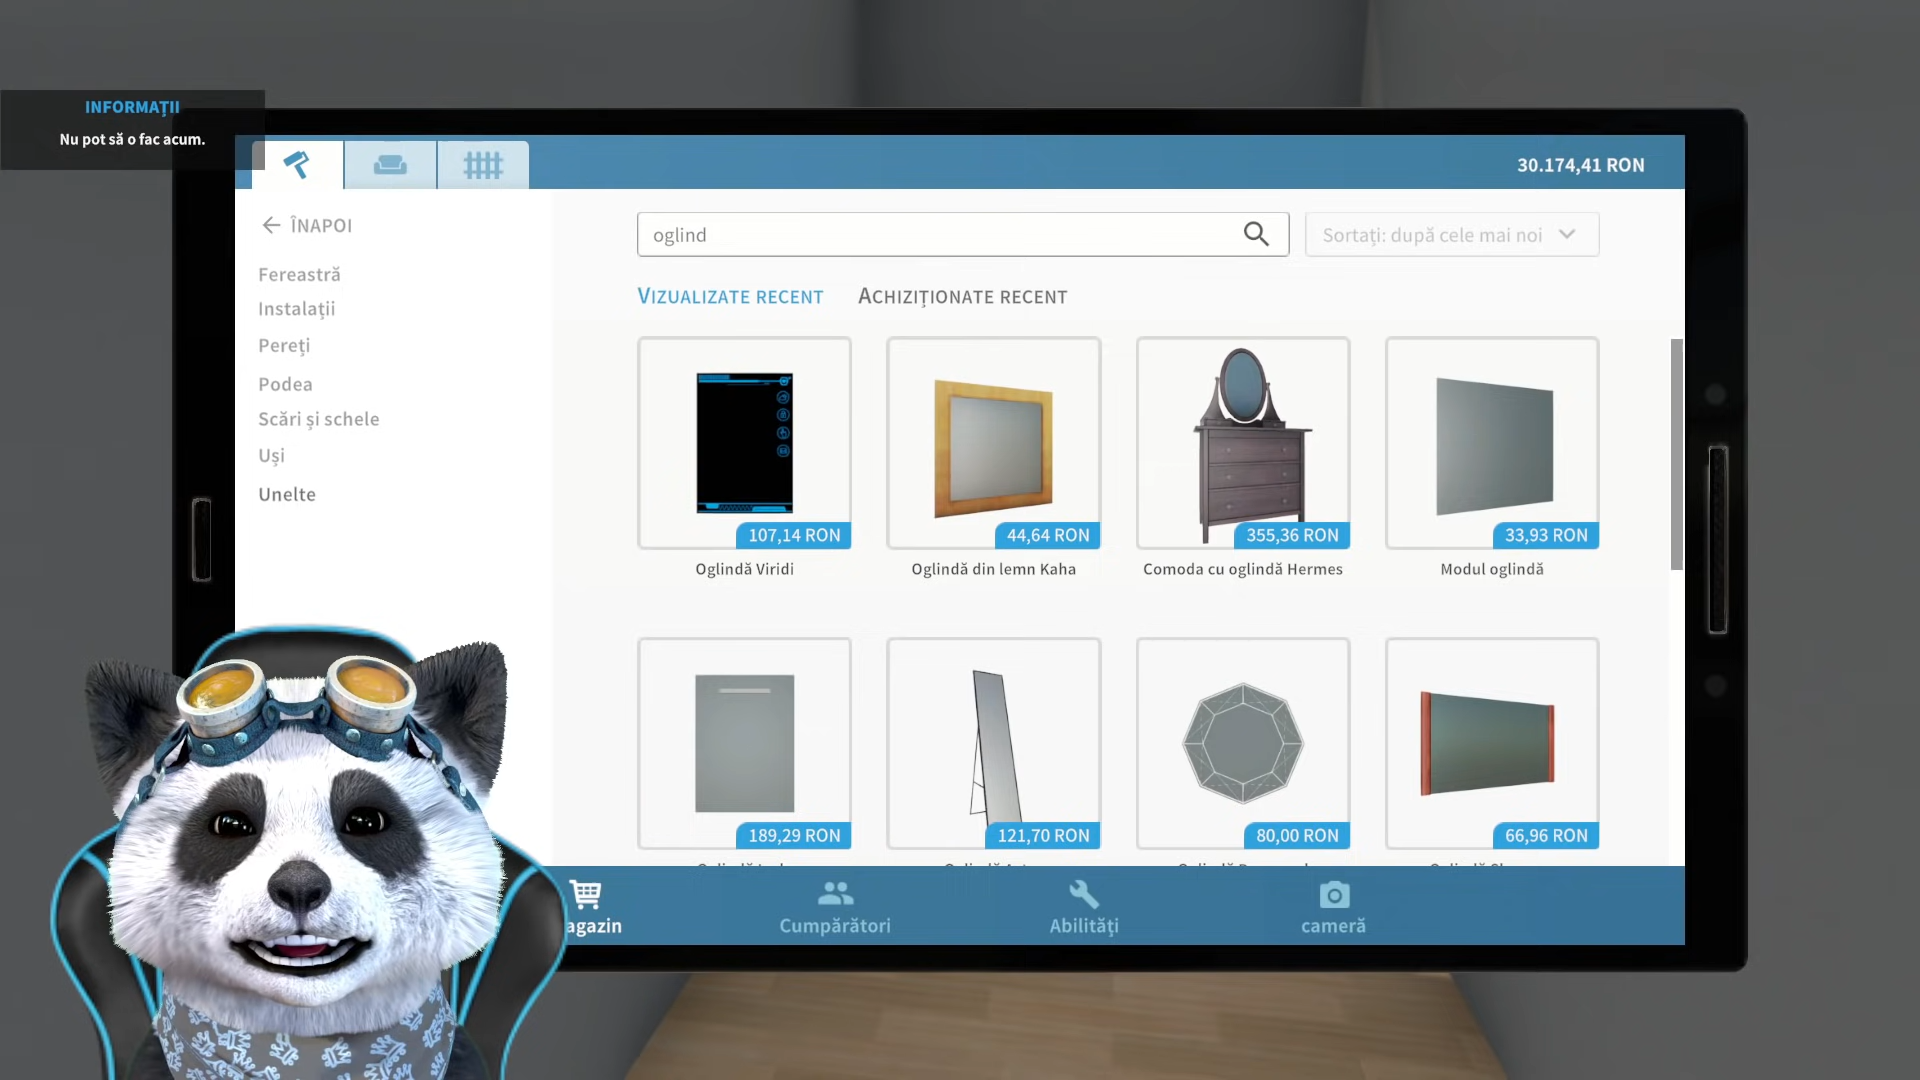 INFORMAȚII
Nu pot să o fac acum.
30.174,41 RON
ÎNAPOI
Fereastră
Instalații
Pereți
Podea
Scări și schele
Uși
Unelte
oglind
Sortați: după cele mai noi
VIZUALIZATE RECENT
ACHIZIȚIONATE RECENT
107,14 RON
44,64 RON
355,36 RON
33,93 RON
Oglindă Viridi
Oglindă din lemn Kaha
Comoda cu oglindă Hermes
Modul oglindă
189,29 RON
121,70 RON
80,00 RON
66,96 RON
agazin
Cumpărători
Abilități
cameră